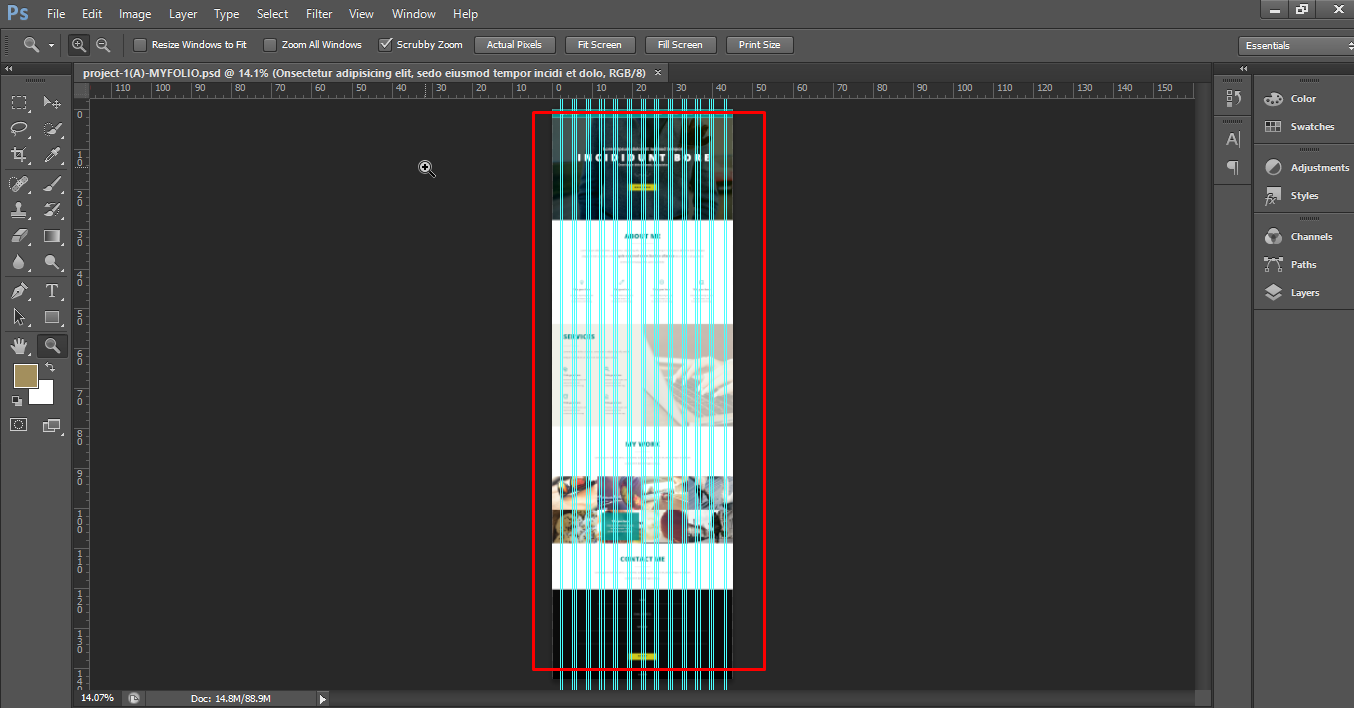 Ps File Edit Image Layer Type Select Filter View Window Help
Resize Windows to Fit Zoom All Windows Scrubby Zoom Actual Pixels Fit Screen Fill Screen Print Size Essentials
project-1(A)-MYFOLIO.psd @ 14.1% (Onsectetur adipisicing elit, sedo eiusmod tempor incidi et dolo, RGB/8) ×
110 100 90 80 70 60 50 40 30 20 10 0 10 20 30 40 50 60 70 80 90 100 110 120 130 140 150
0
10
20
30
40
50
60
70
80
90
100
110
120
130
140
INCIDIDUNT BORE
ABOUT ME
SERVICES
MY WORK
CONTACT ME
Color
Swatches
Adjustments
Styles
Channels
Paths
Layers
14.07% Doc: 14.8M/88.9M